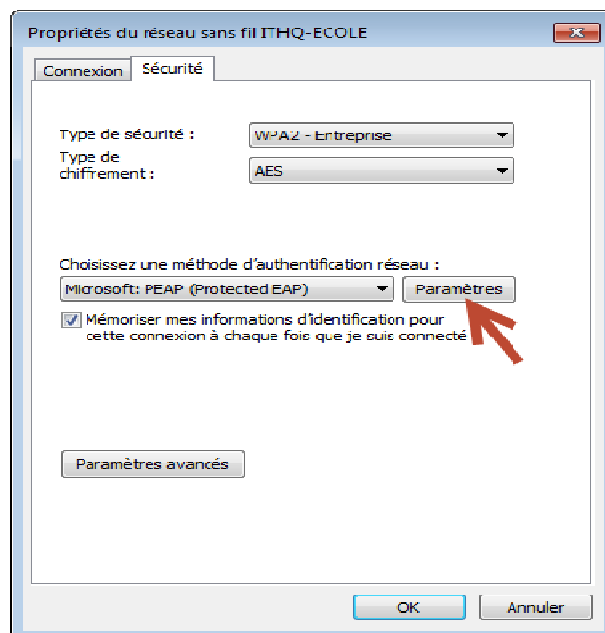 Propriétés du réseau sans fil ITHQ-ECOLE
Connexion
Sécurité
Type de sécurité :
WPA2 - Entreprise
Type de
chiffrement :
AES
Choisissez une méthode d'authentification réseau :
Microsoft: PEAP (Protected EAP)
Paramètres
Mémoriser mes informations d'identification pour
cette connexion à chaque fois que je suis connecté
Paramètres avancés
OK
Annuler